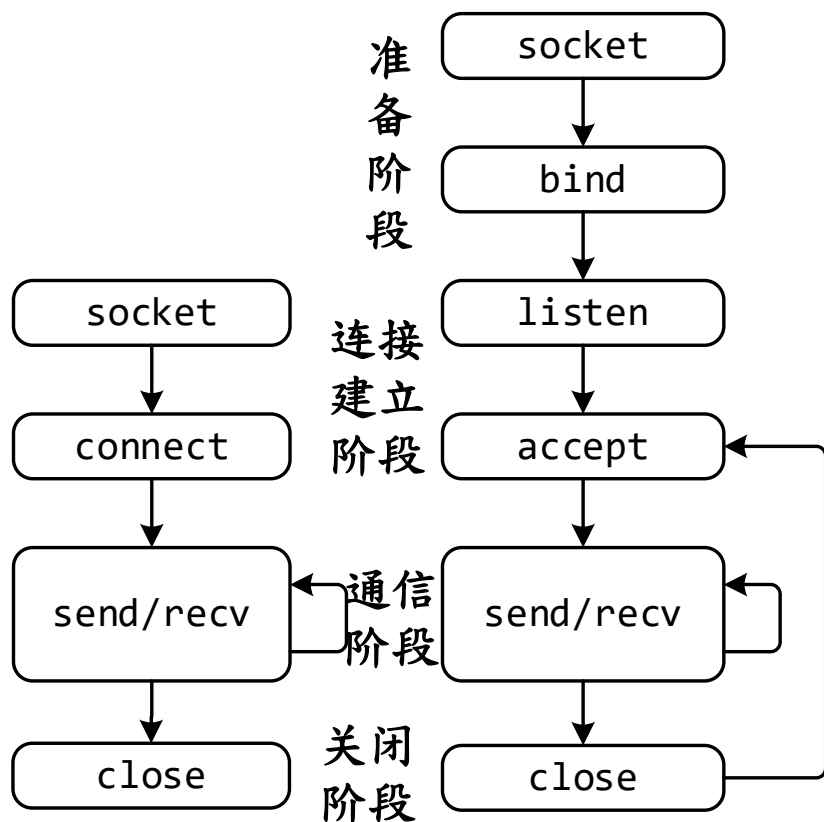 准
备
阶
段
socket
bind
socket
listen
连接
建立
阶段
connect
accept
send/recv
通信
阶段
send/recv
close
关闭
阶段
close